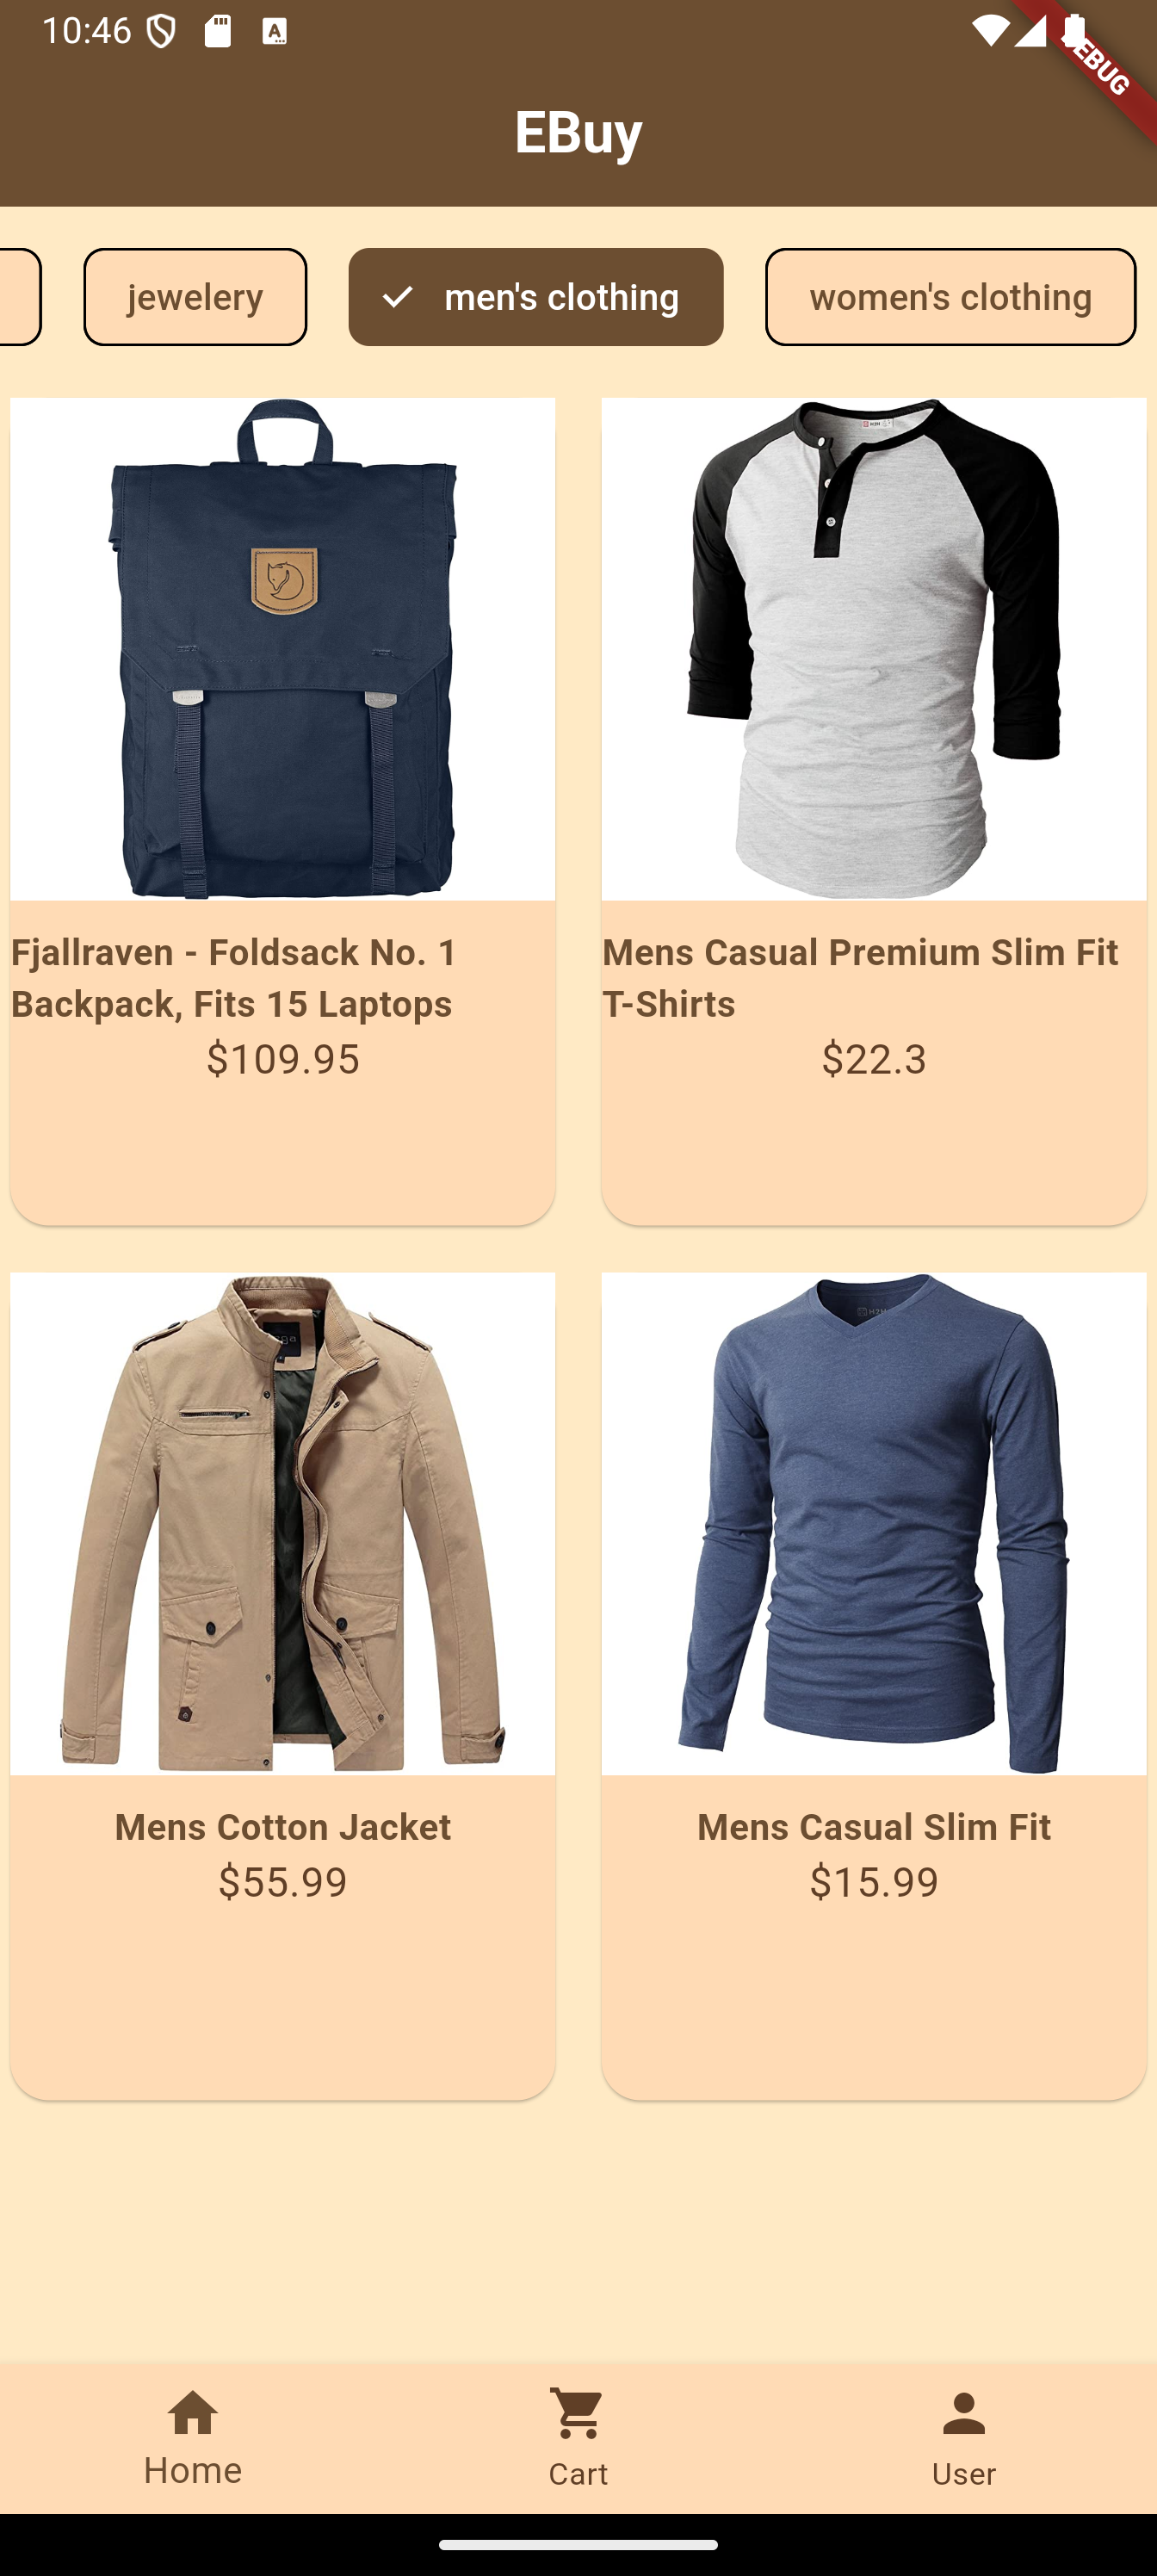 10:46
EBUG
EBuy
jewelery
men's clothing
women's clothing
Fjallraven - Foldsack No. 1
Backpack, Fits 15 Laptops
$109.95
Mens Casual Premium Slim Fit
T-Shirts
$22.3
Mens Cotton Jacket
$55.99
Mens Casual Slim Fit
$15.99
Home
Cart
User